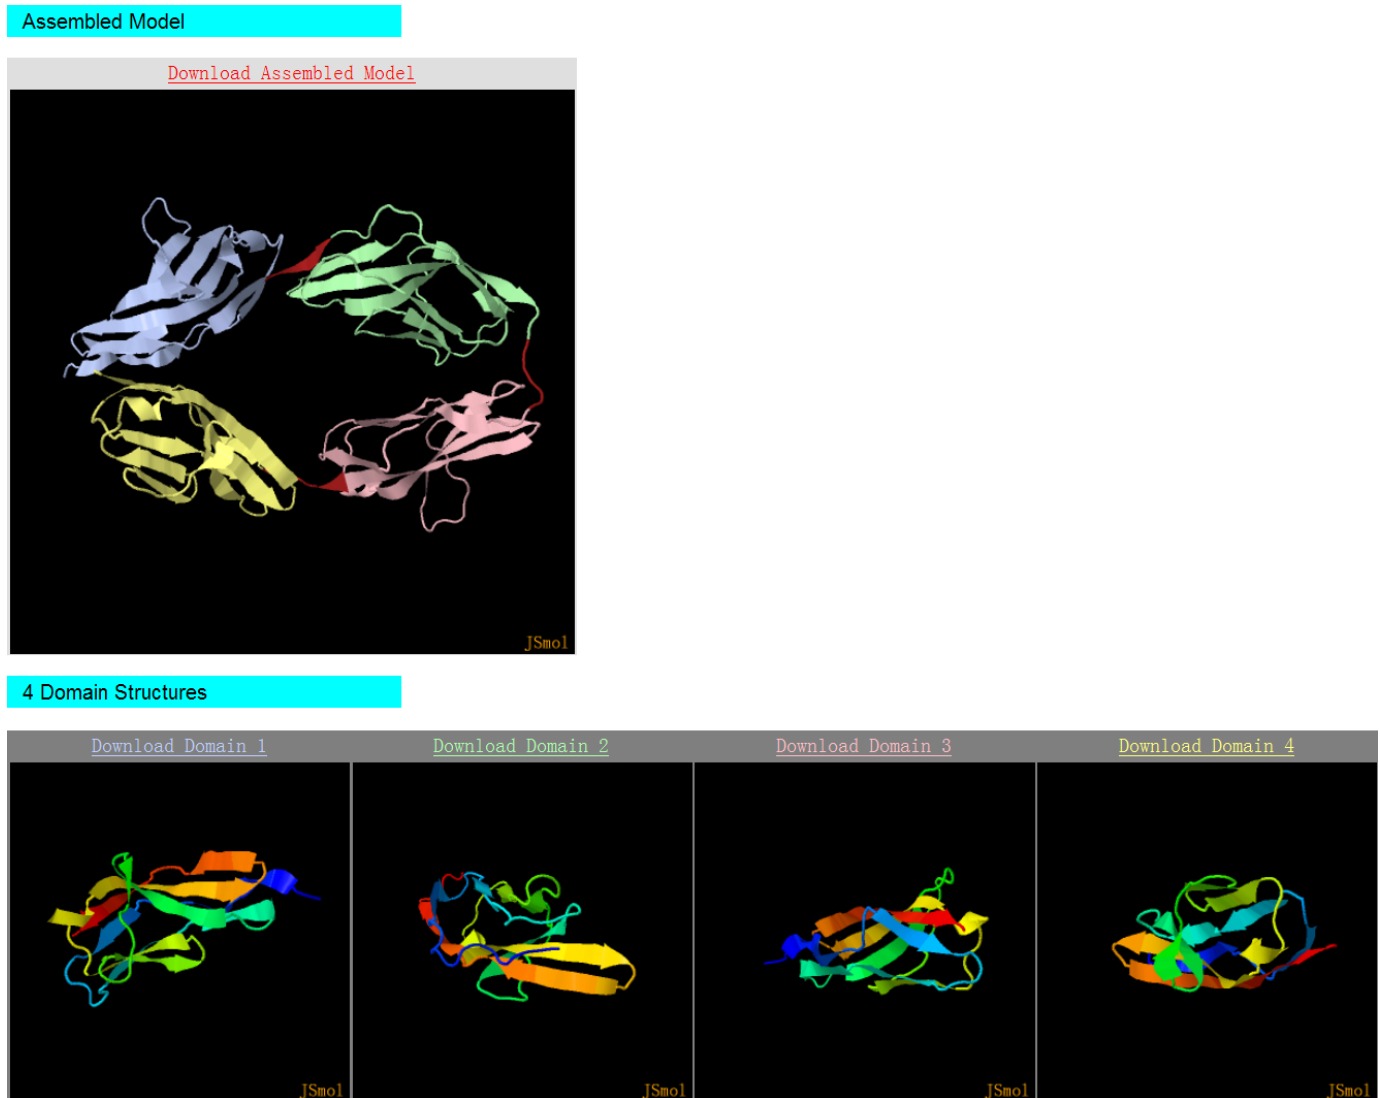 Assembled Model
Download Assembled Model
JSmol
4 Domain Structures
Download Domain 1
Download Domain 2
Download Domain 3
Download Domain 4
JSmol
JSmol
JSmol
JSmol